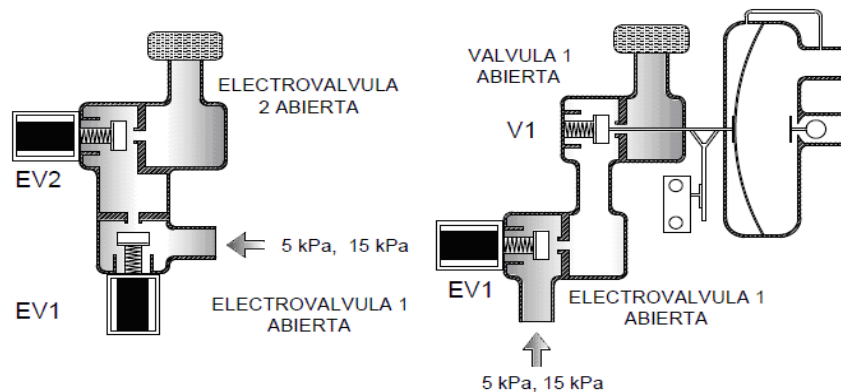 ELECTROVALVULA
2 ABIERTA
EV2
5 kPa, 15 kPa
EV1
ELECTROVALVULA 1
ABIERTA
VALVULA 1
ABIERTA
V1
EV1
ELECTROVALVULA 1
ABIERTA
5 kPa, 15 kPa